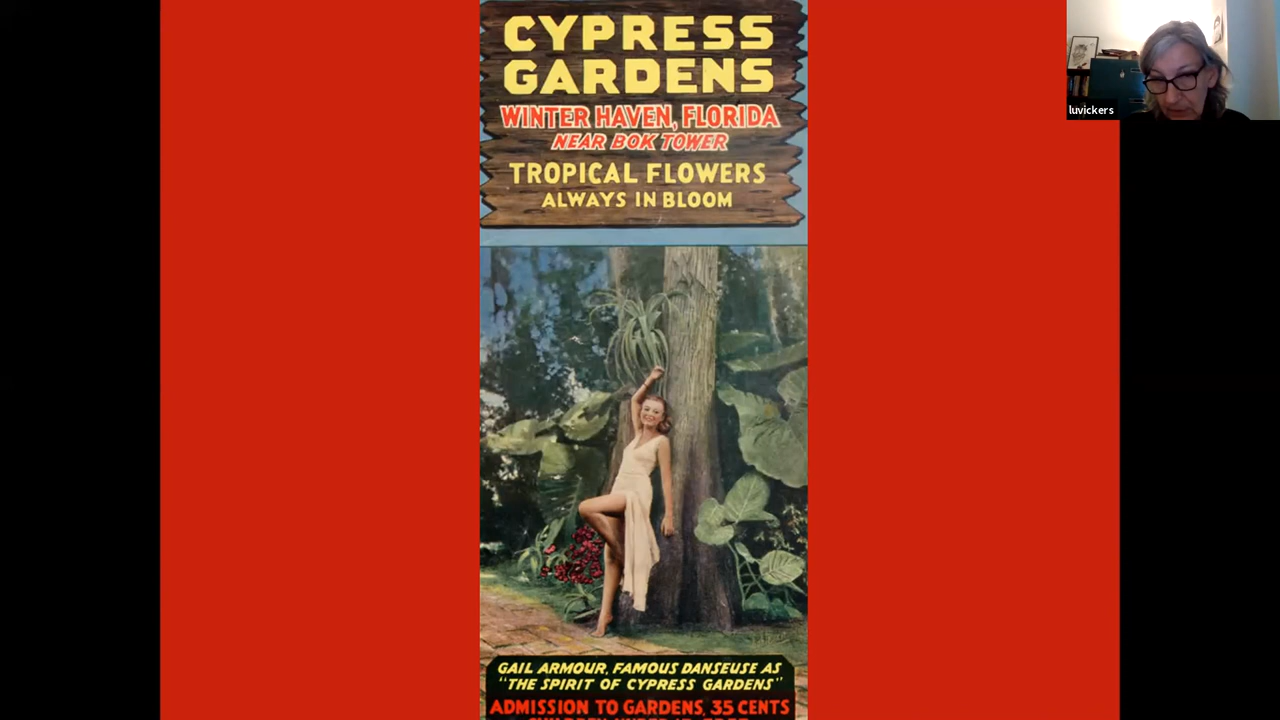 CYPRESS
GARDENS
WINTER HAVEN, FLORIDA
NEAR BOK TOWER
TROPICAL FLOWERS
ALWAYS IN BLOOM
GAIL ARMOUR, FAMOUS DANSEUSE AS
"THE SPIRIT OF CYPRESS GARDENS"
ADMISSION TO GARDENS, 35 CENTS
luvickers